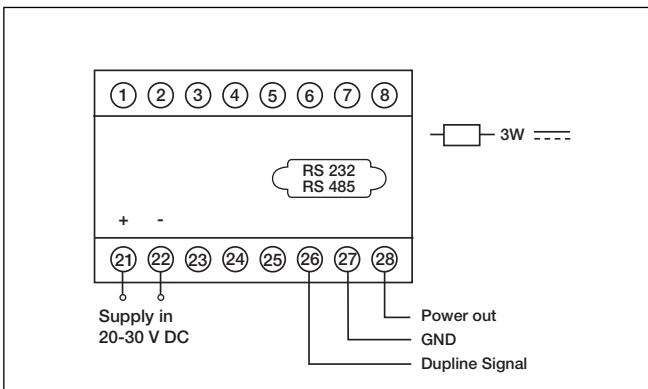 1 2 3 4 5 6 7 8
3W
RS 232
RS 485
+ -
21 22 23 24 25 26 27 28
Supply in
20-30 V DC
Power out
GND
Dupline Signal